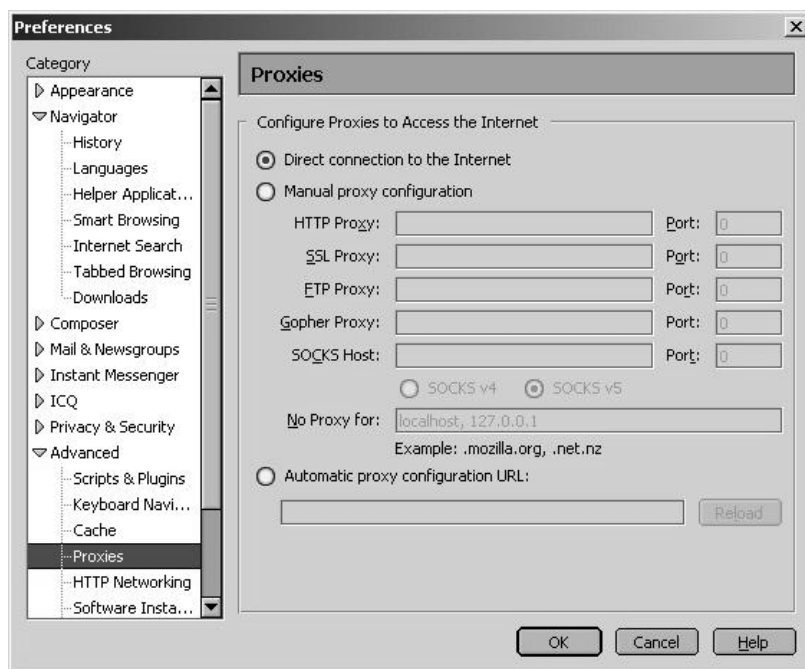 Preferences
Category
Appearance
Navigator
History
Languages
Helper Applicat...
Smart Browsing
Internet Search
Tabbed Browsing
Downloads
Composer
Mail & Newsgroups
Instant Messenger
ICQ
Privacy & Security
Advanced
Scripts & Plugins
Keyboard Navi...
Cache
Proxies
HTTP Networking
Software Insta...
Proxies
Configure Proxies to Access the Internet
Direct connection to the Internet
Manual proxy configuration
HTTP Proxy: Port: 0
SSL Proxy: Port: 0
FTP Proxy: Port: 0
Gopher Proxy: Port: 0
SOCKS Host: Port: 0
SOCKS v4 SOCKS v5
No Proxy for: localhost, 127.0.0.1
Example: .mozilla.org, .net.nz
Automatic proxy configuration URL:
Reload
OK Cancel Help